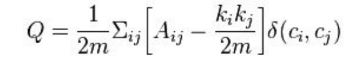 Q = \frac{1}{2m} \Sigma_{ij} \left[ A_{ij} - \frac{k_i k_j}{2m} \right] \delta(c_i, c_j)